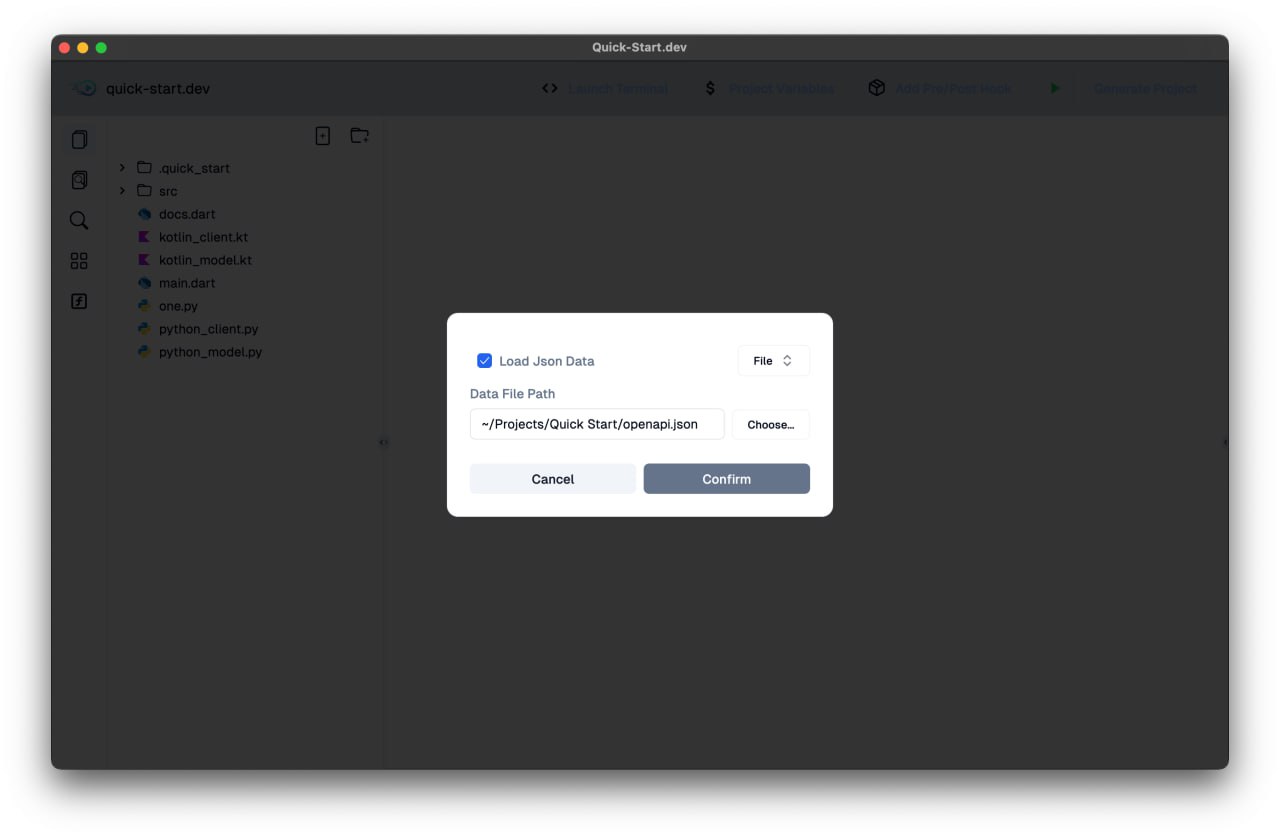 Quick-Start.dev
quick-start.dev
Launch Terminal
$ Project Variables
Add Pre/Post Hook
Generate Project
.quick_start
src
docs.dart
kotlin_client.kt
kotlin_model.kt
main.dart
one.py
python_client.py
python_model.py
Load Json Data
File
Data File Path
~/Projects/Quick Start/openapi.json
Choose...
Cancel
Confirm